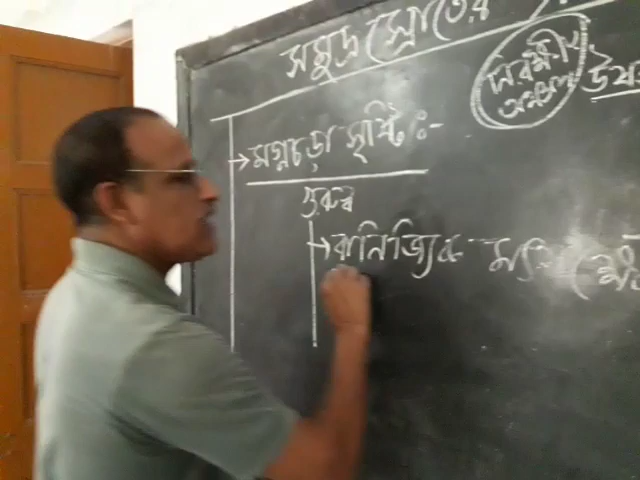 সমুদ্র স্রোতের
নিরক্ষীয়
অঞ্চল
উষ্ণ
→ মগ্নচড়া সৃষ্টি ঃ-
গুরুত্ব
→ বানিজ্যিক মৎস্য ক্ষেত্র